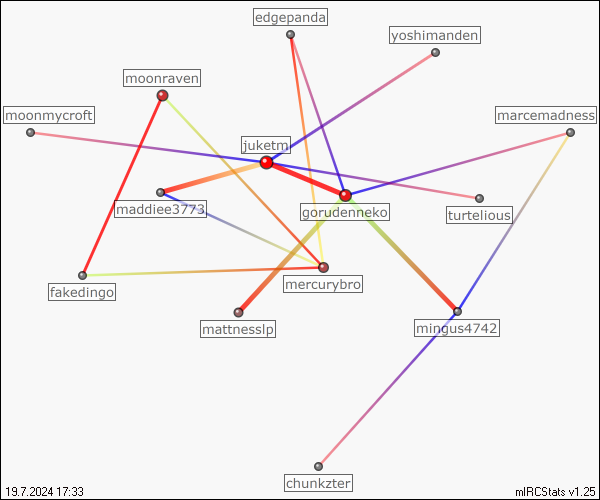 edgepanda
yoshimanden
moonraven
moonmycroft
marcemadness
juketm
maddiee3773
gorudenneko
turtelious
fakedingo
mercurybro
mattnesslp
mingus4742
chunkzter
19.7.2024 17:33
mIRCStats v1.25